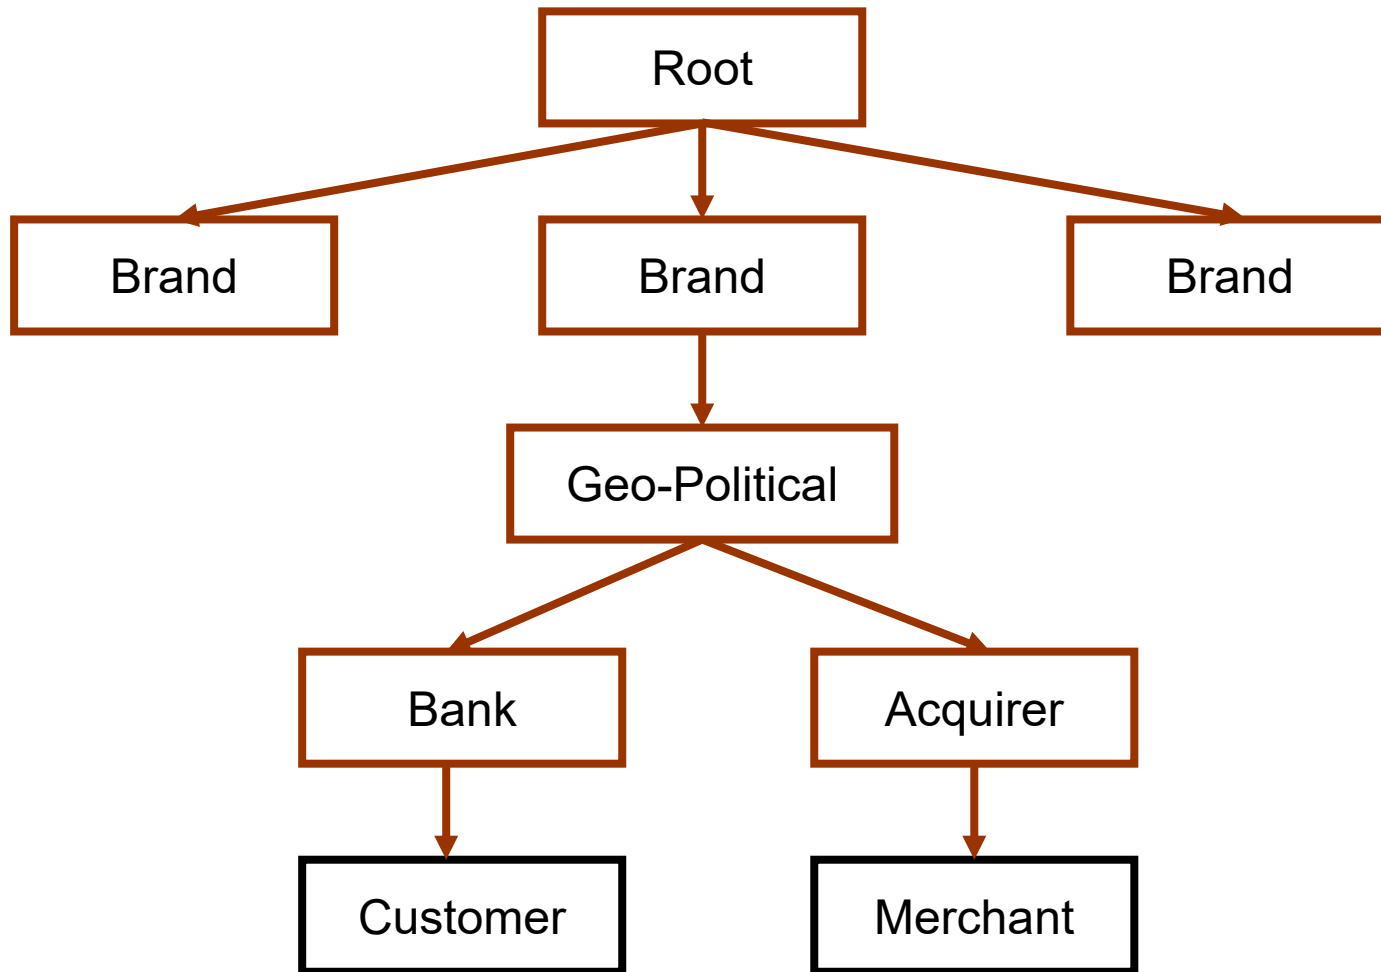 Root
Brand
Brand
Brand
Geo-Political
Bank
Acquirer
Customer
Merchant